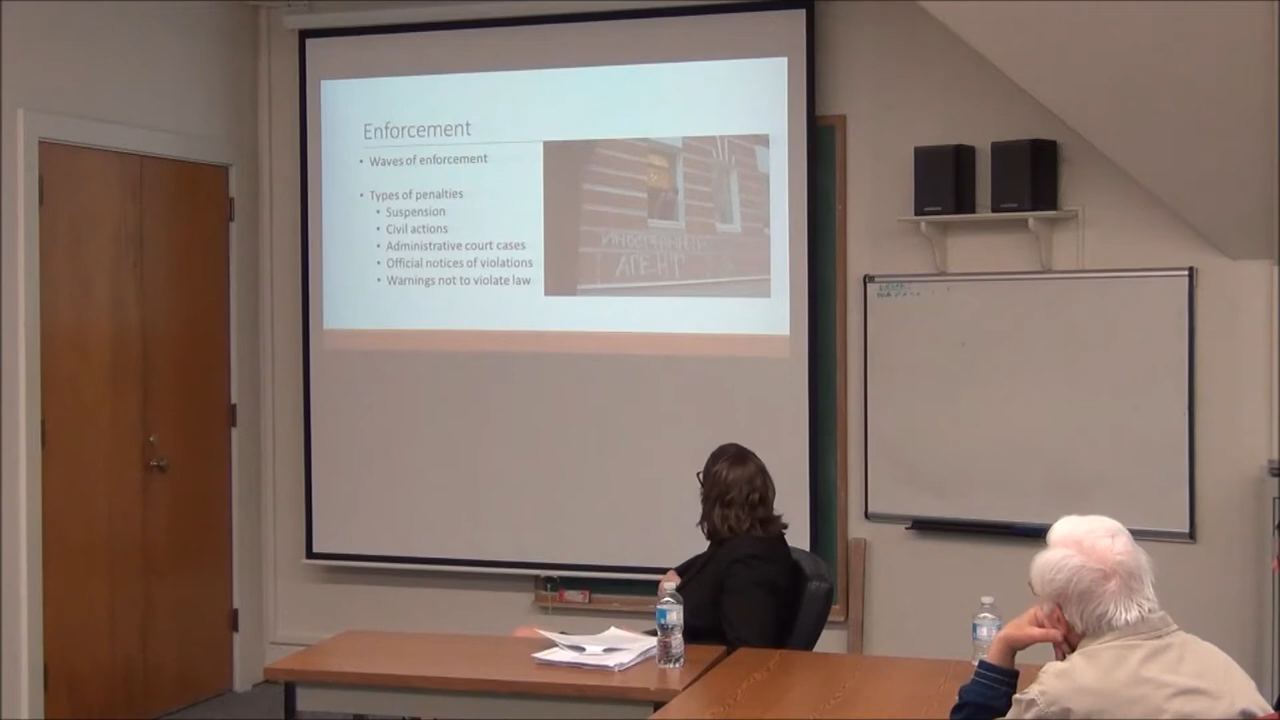 Enforcement
• Waves of enforcement
• Types of penalties
• Suspension
• Civil actions
• Administrative court cases
• Official notices of violations
• Warnings not to violate law